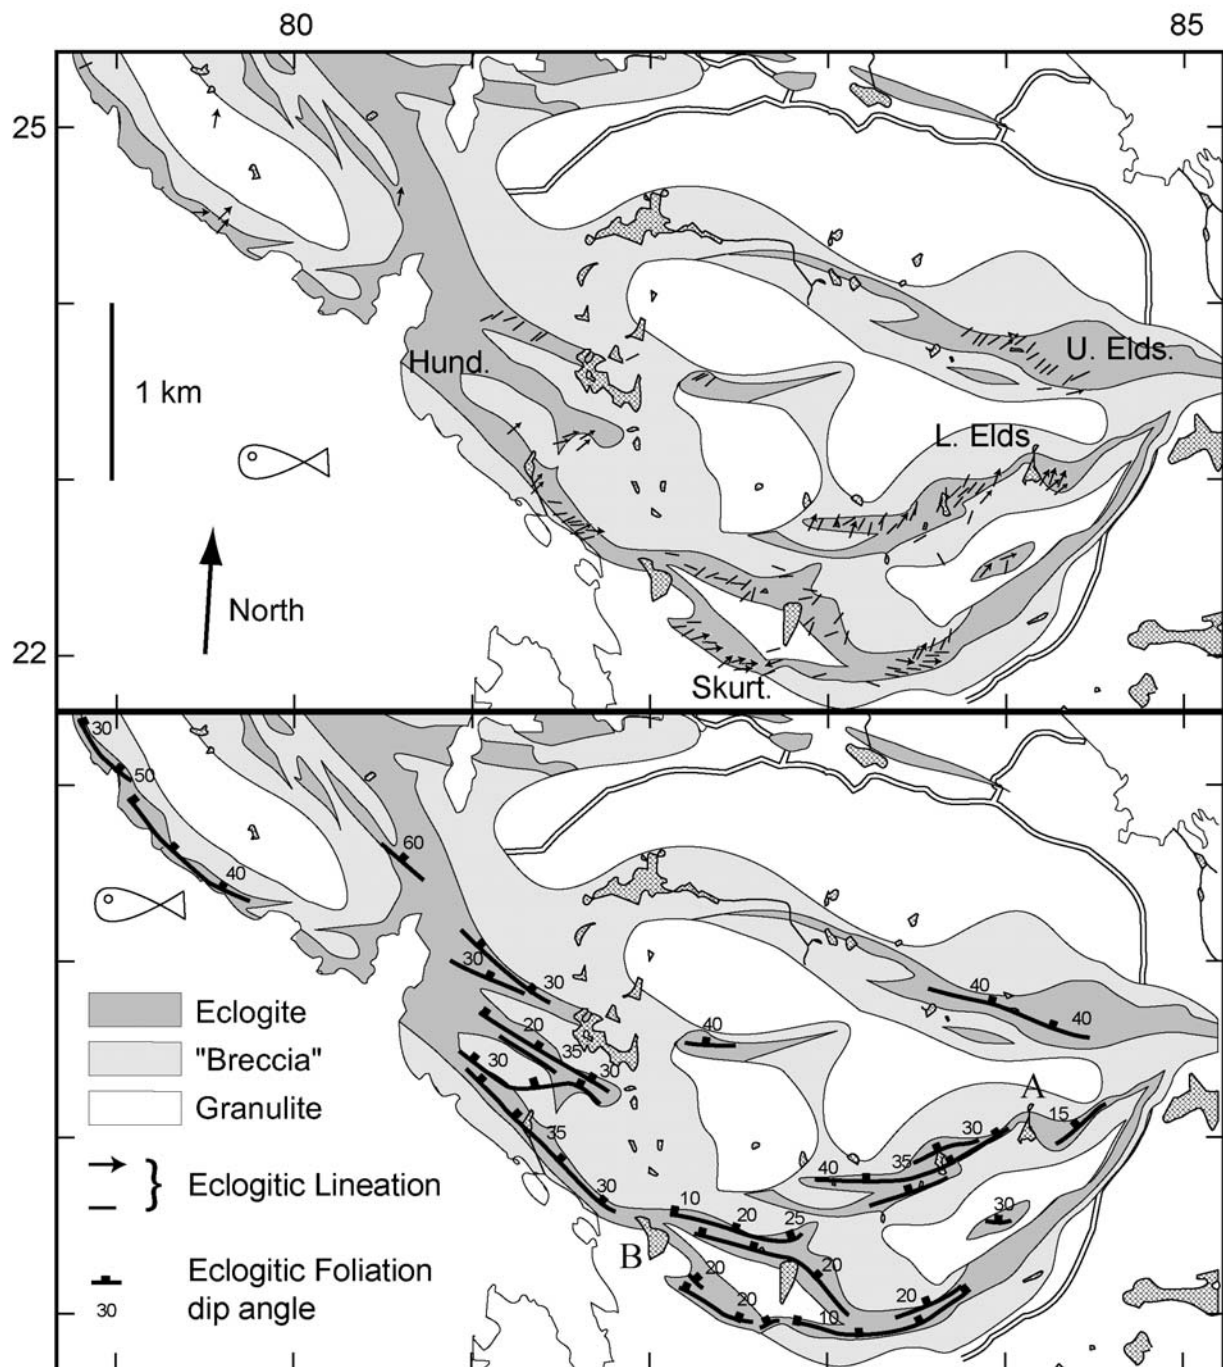 80 85
25
Hund.
U. Elds.
1 km
L. Elds
North
22
Skurt.
30
50
60
40
30
30
40
40
20
40
35
30
30
A
15
30
35
40
35
30
10
20
25
30
B
20
20
20
20
10
Eclogite
"Breccia"
Granulite
Eclogitic Lineation
Eclogitic Foliation
30 dip angle